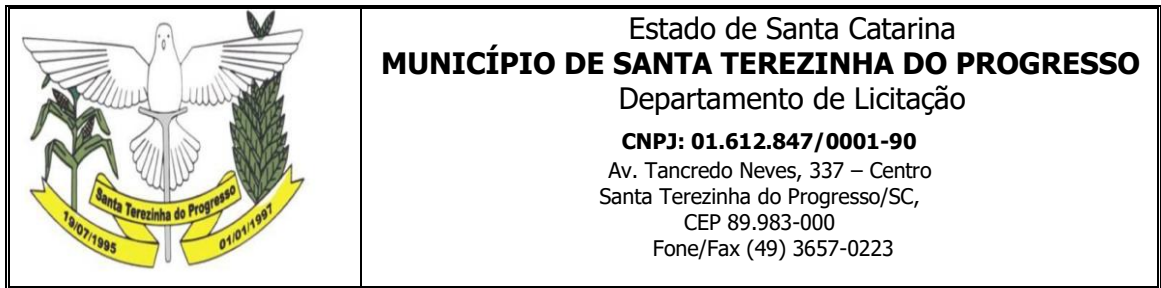 Estado de Santa Catarina
MUNICÍPIO DE SANTA TEREZINHA DO PROGRESSO
Departamento de Licitação
CNPJ: 01.612.847/0001-90
Av. Tancredo Neves, 337 – Centro
Santa Terezinha do Progresso/SC,
CEP 89.983-000
Fone/Fax (49) 3657-0223
Santa Terezinha do Progresso
19/07/1995
01/01/1997